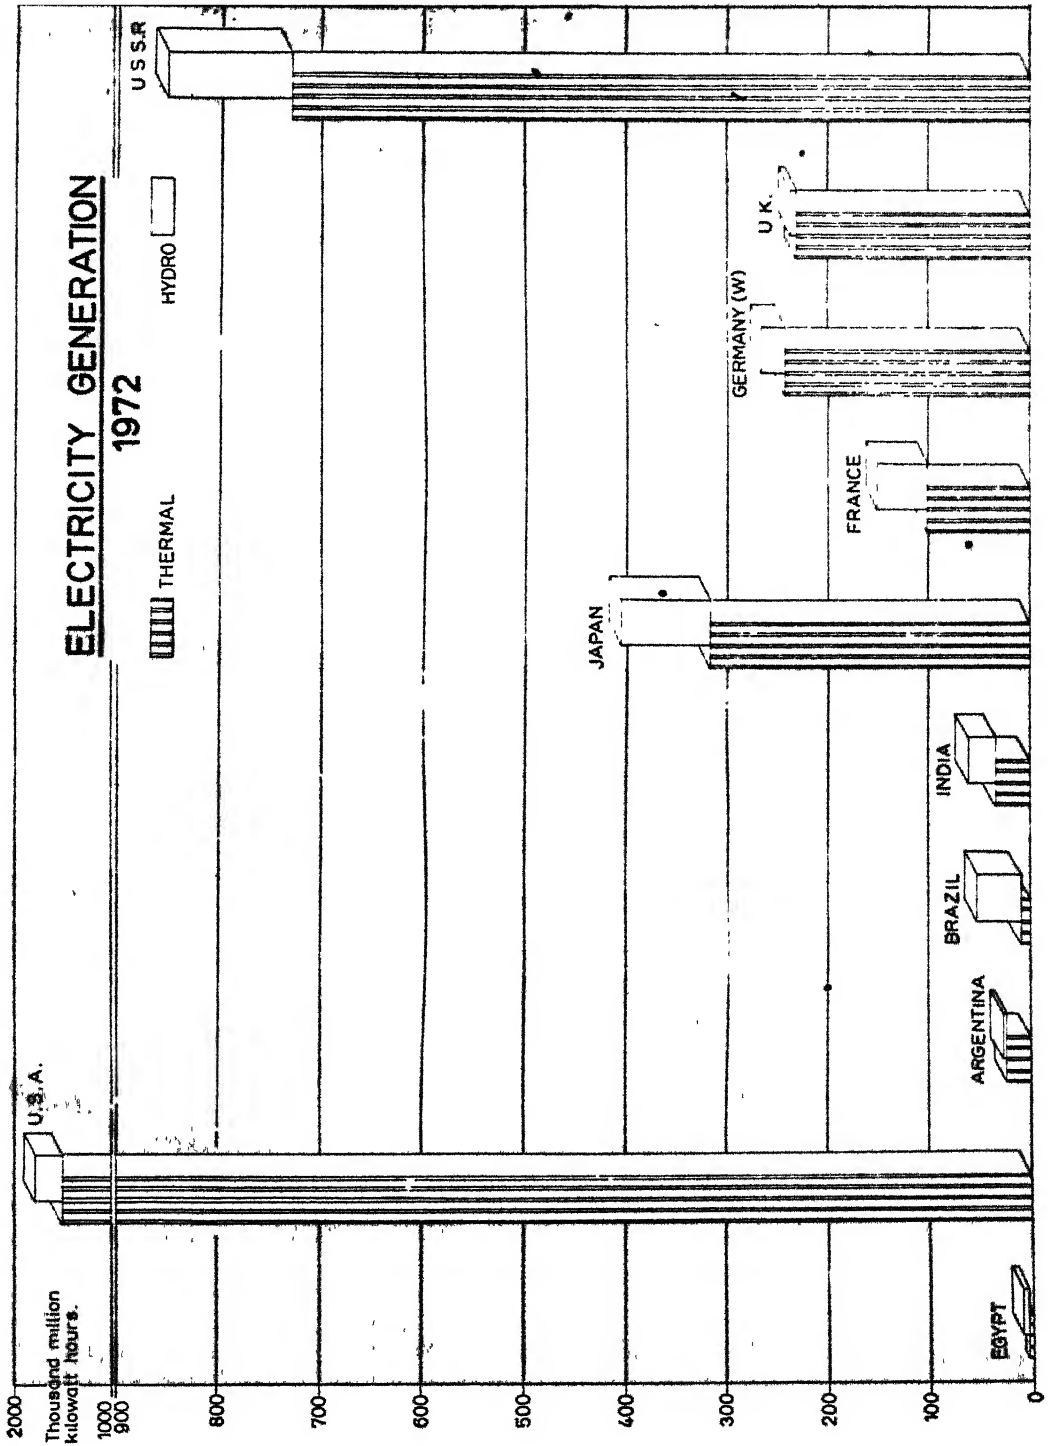 ELECTRICITY GENERATION
1972
THERMAL
HYDRO
Thousand million
kilowatt hours.
2000
1000
900
800
700
600
500
400
300
200
100
0
EGYPT
U.S.A.
ARGENTINA
BRAZIL
INDIA
JAPAN
FRANCE
GERMANY (W)
U K.
U S S.R